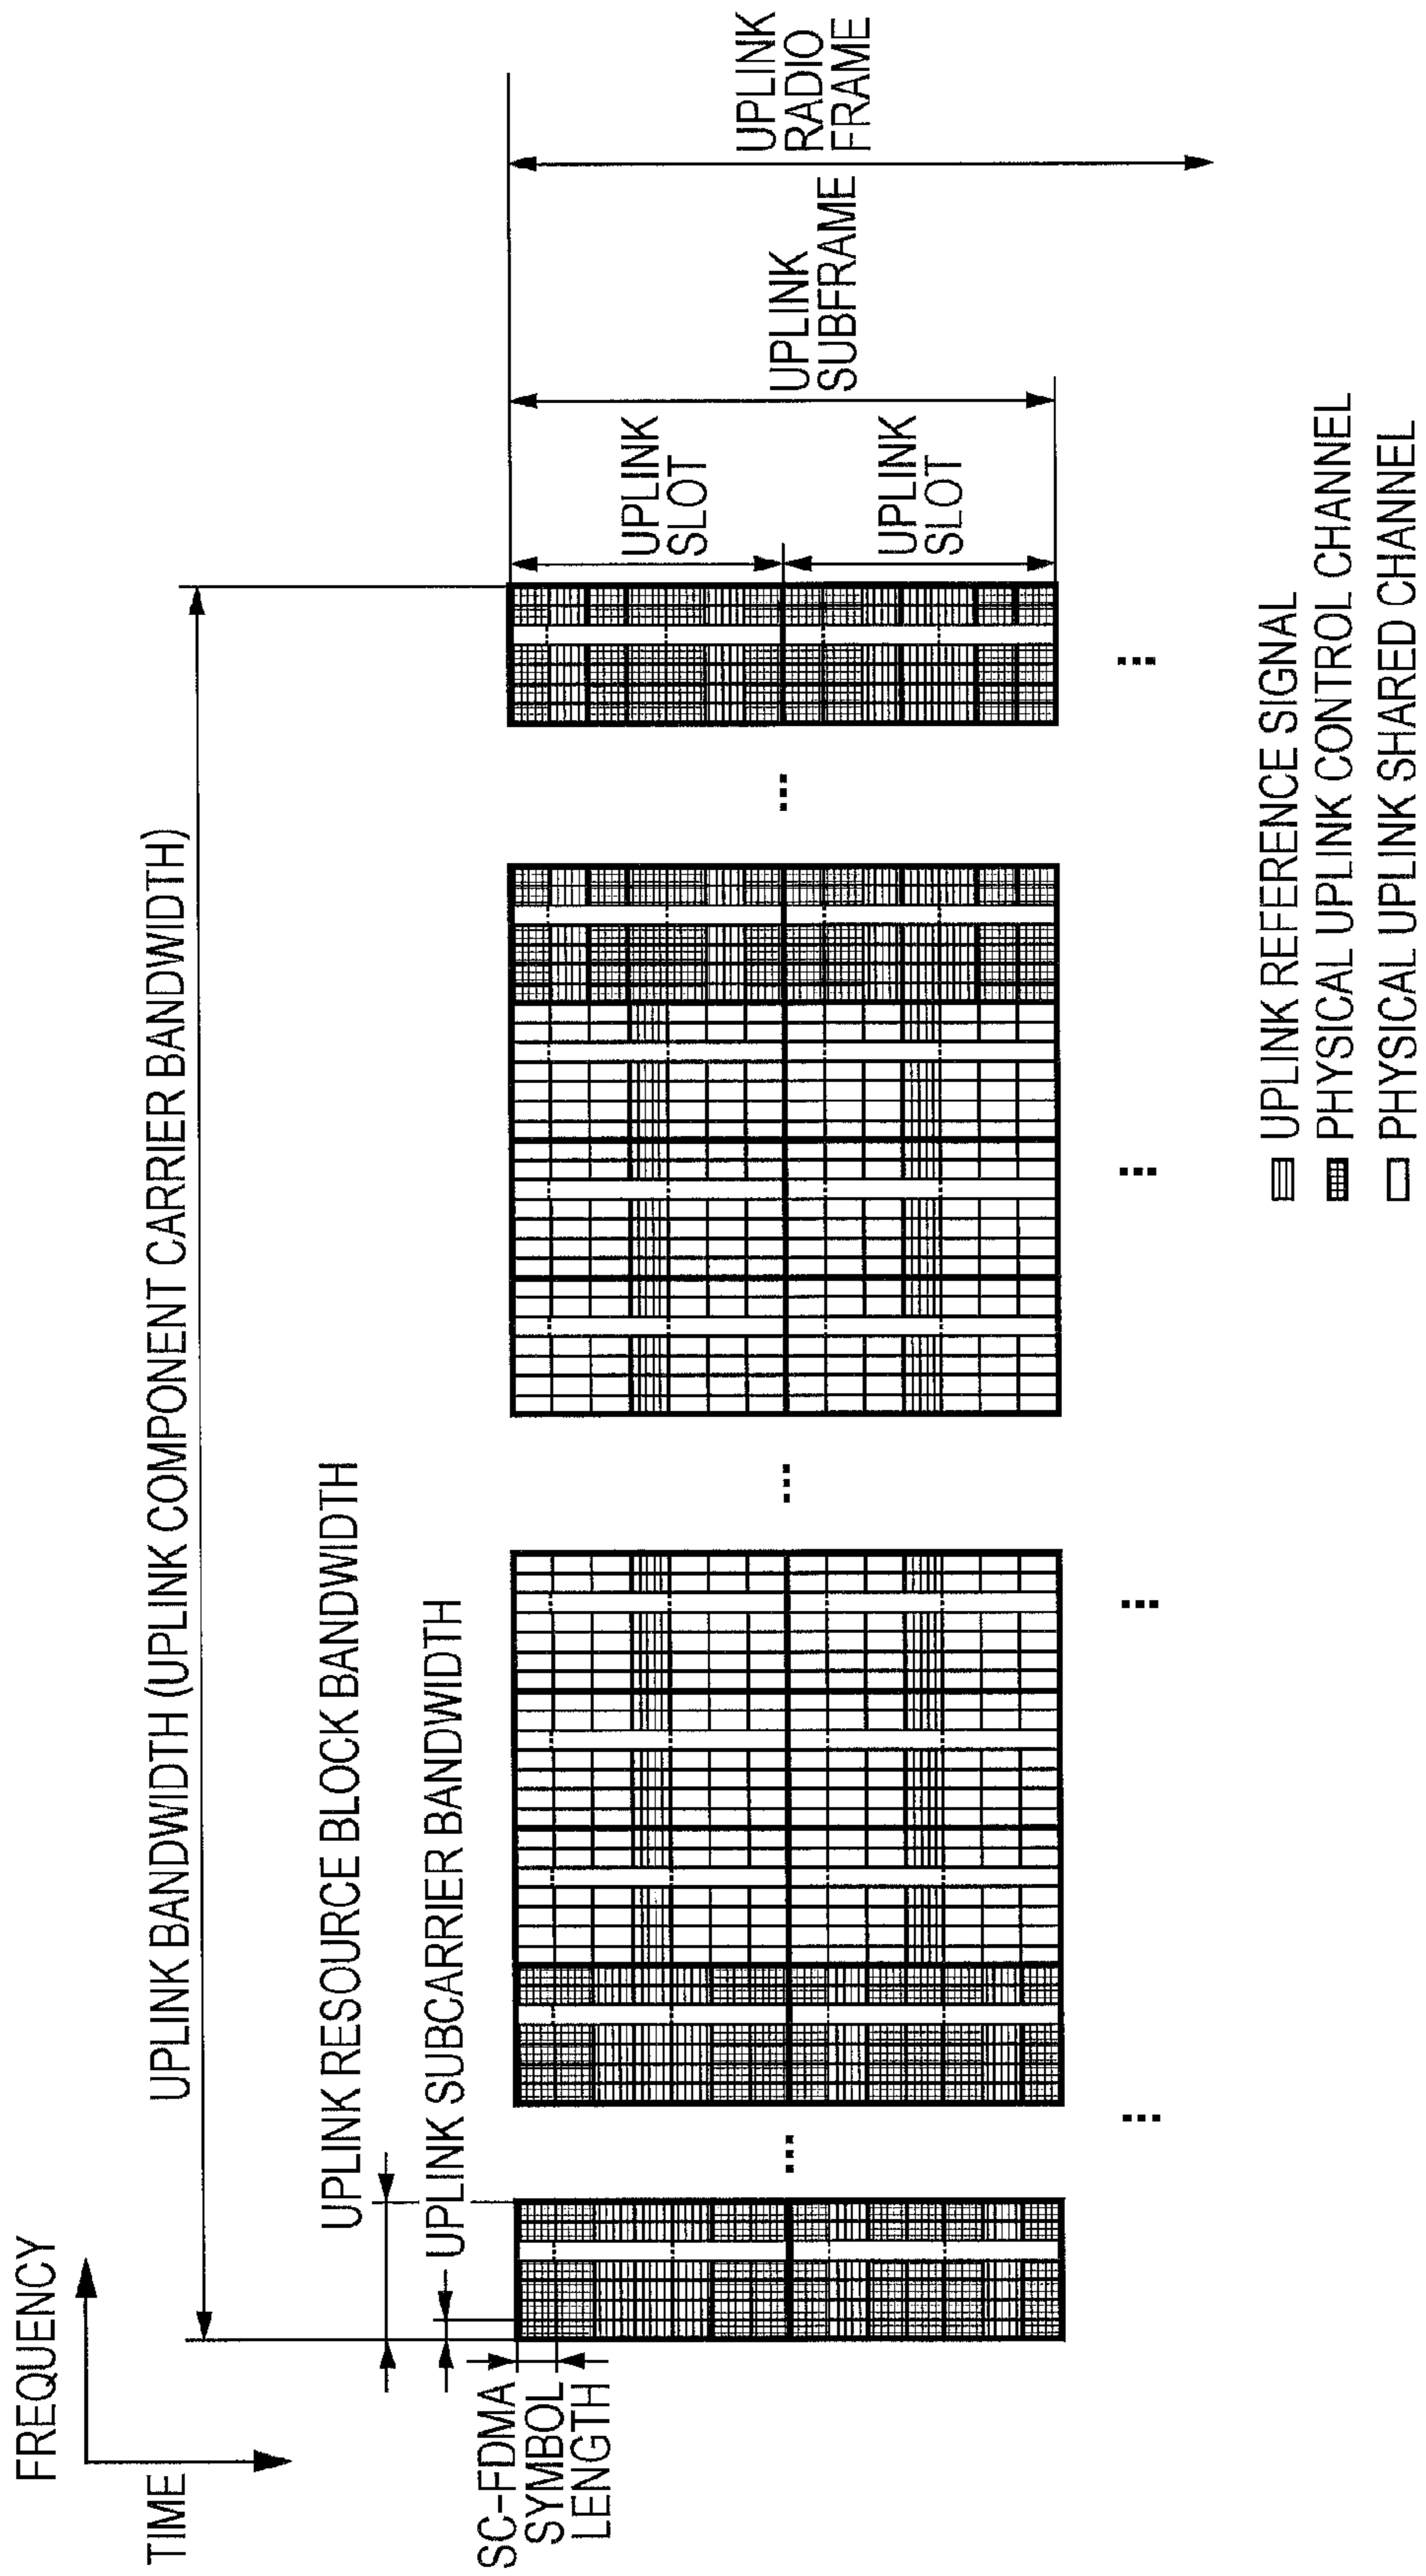 FREQUENCY
TIME
UPLINK BANDWIDTH (UPLINK COMPONENT CARRIER BANDWIDTH)
UPLINK RESOURCE BLOCK BANDWIDTH
UPLINK SUBCARRIER BANDWIDTH
SC-FDMA
SYMBOL
LENGTH
UPLINK
SLOT
UPLINK
SLOT
UPLINK
SUBFRAME
UPLINK
RADIO
FRAME
UPLINK REFERENCE SIGNAL
PHYSICAL UPLINK CONTROL CHANNEL
PHYSICAL UPLINK SHARED CHANNEL